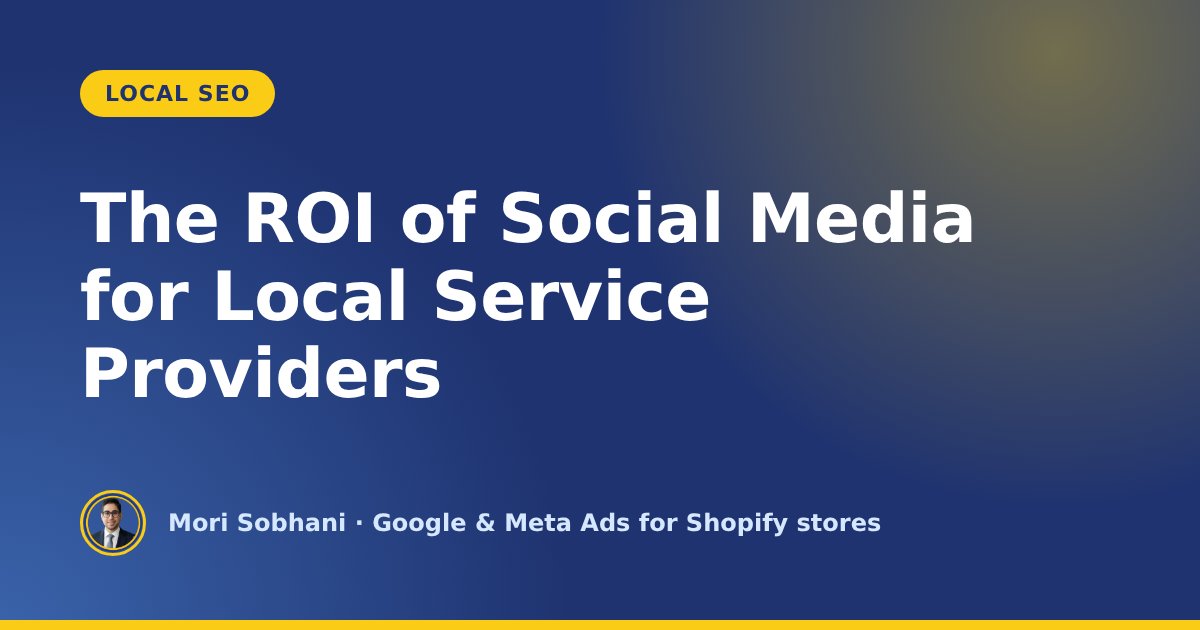 LOCAL SEO
The ROI of Social Media
for Local Service
Providers
Mori Sobhani · Google & Meta Ads for Shopify stores